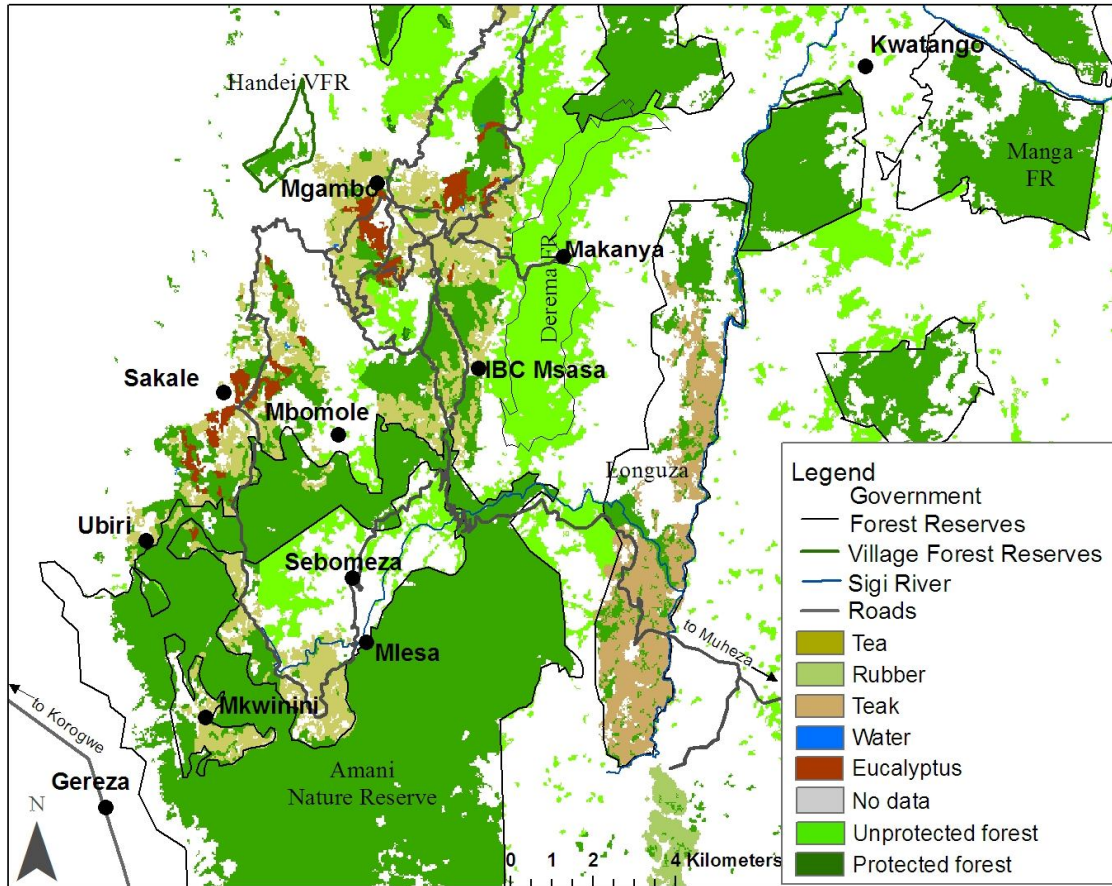 Kwatango
Handei VFR
Manga
FR
Mgambo
Makanya
Derema FR
IBC Msasa
Sakale
Mbomole
Longuza
Ubiri
Sebomeza
Mlesa
to Muheza
Mkwinini
to Korogwe
Amani
Nature Reserve
Gereza
N
0 1 2 4 Kilometers
Legend
Government
Forest Reserves
Village Forest Reserves
Sigi River
Roads
Tea
Rubber
Teak
Water
Eucalyptus
No data
Unprotected forest
Protected forest